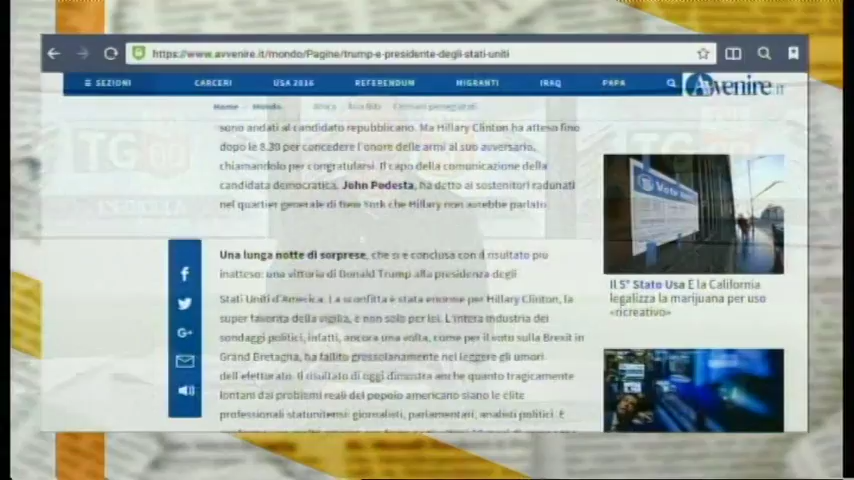 https://www.avvenire.it/mondo/Pagine/trump-e-presidente-degli-stati-uniti
≡ SEZIONI CARCERI USA 2016 REFERENDUM MIGRANTI IRAQ PAPA
Avvenire.it
Home Mondo
sono andati al candidato repubblicano. Ma Hillary Clinton ha atteso fino
dopo le 8.30 per concedere l'onore delle armi al suo avversario,
chiamandolo per congratularsi. Il capo della comunicazione della
candidata democratica, John Podesta, ha detto ai sostenitori radunati
nel quartier generale di New York che Hillary non avrebbe parlato
Una lunga notte di sorprese, che si è conclusa con il risultato più
inatteso: una vittoria di Donald Trump alla presidenza degli
Stati Uniti d'America. La sconfitta è stata enorme per Hillary Clinton, la
super favorita della vigilia, e non solo per lei. L'intera industria dei
sondaggi politici, infatti, ancora una volta, come per il voto sulla Brexit in
Grand Bretagna, ha fallito grossolanamente nel leggere gli umori
dell'elettorato. Il risultato di oggi dimostra anche quanto tragicamente
lontani dai problemi reali del popolo americano siano le élite
professionali statunitensi: giornalisti, parlamentari, analisti politici. E
Vote
Il 5° Stato Usa È la California
legalizza la marijuana per uso
«ricreativo»
f
G+
TG